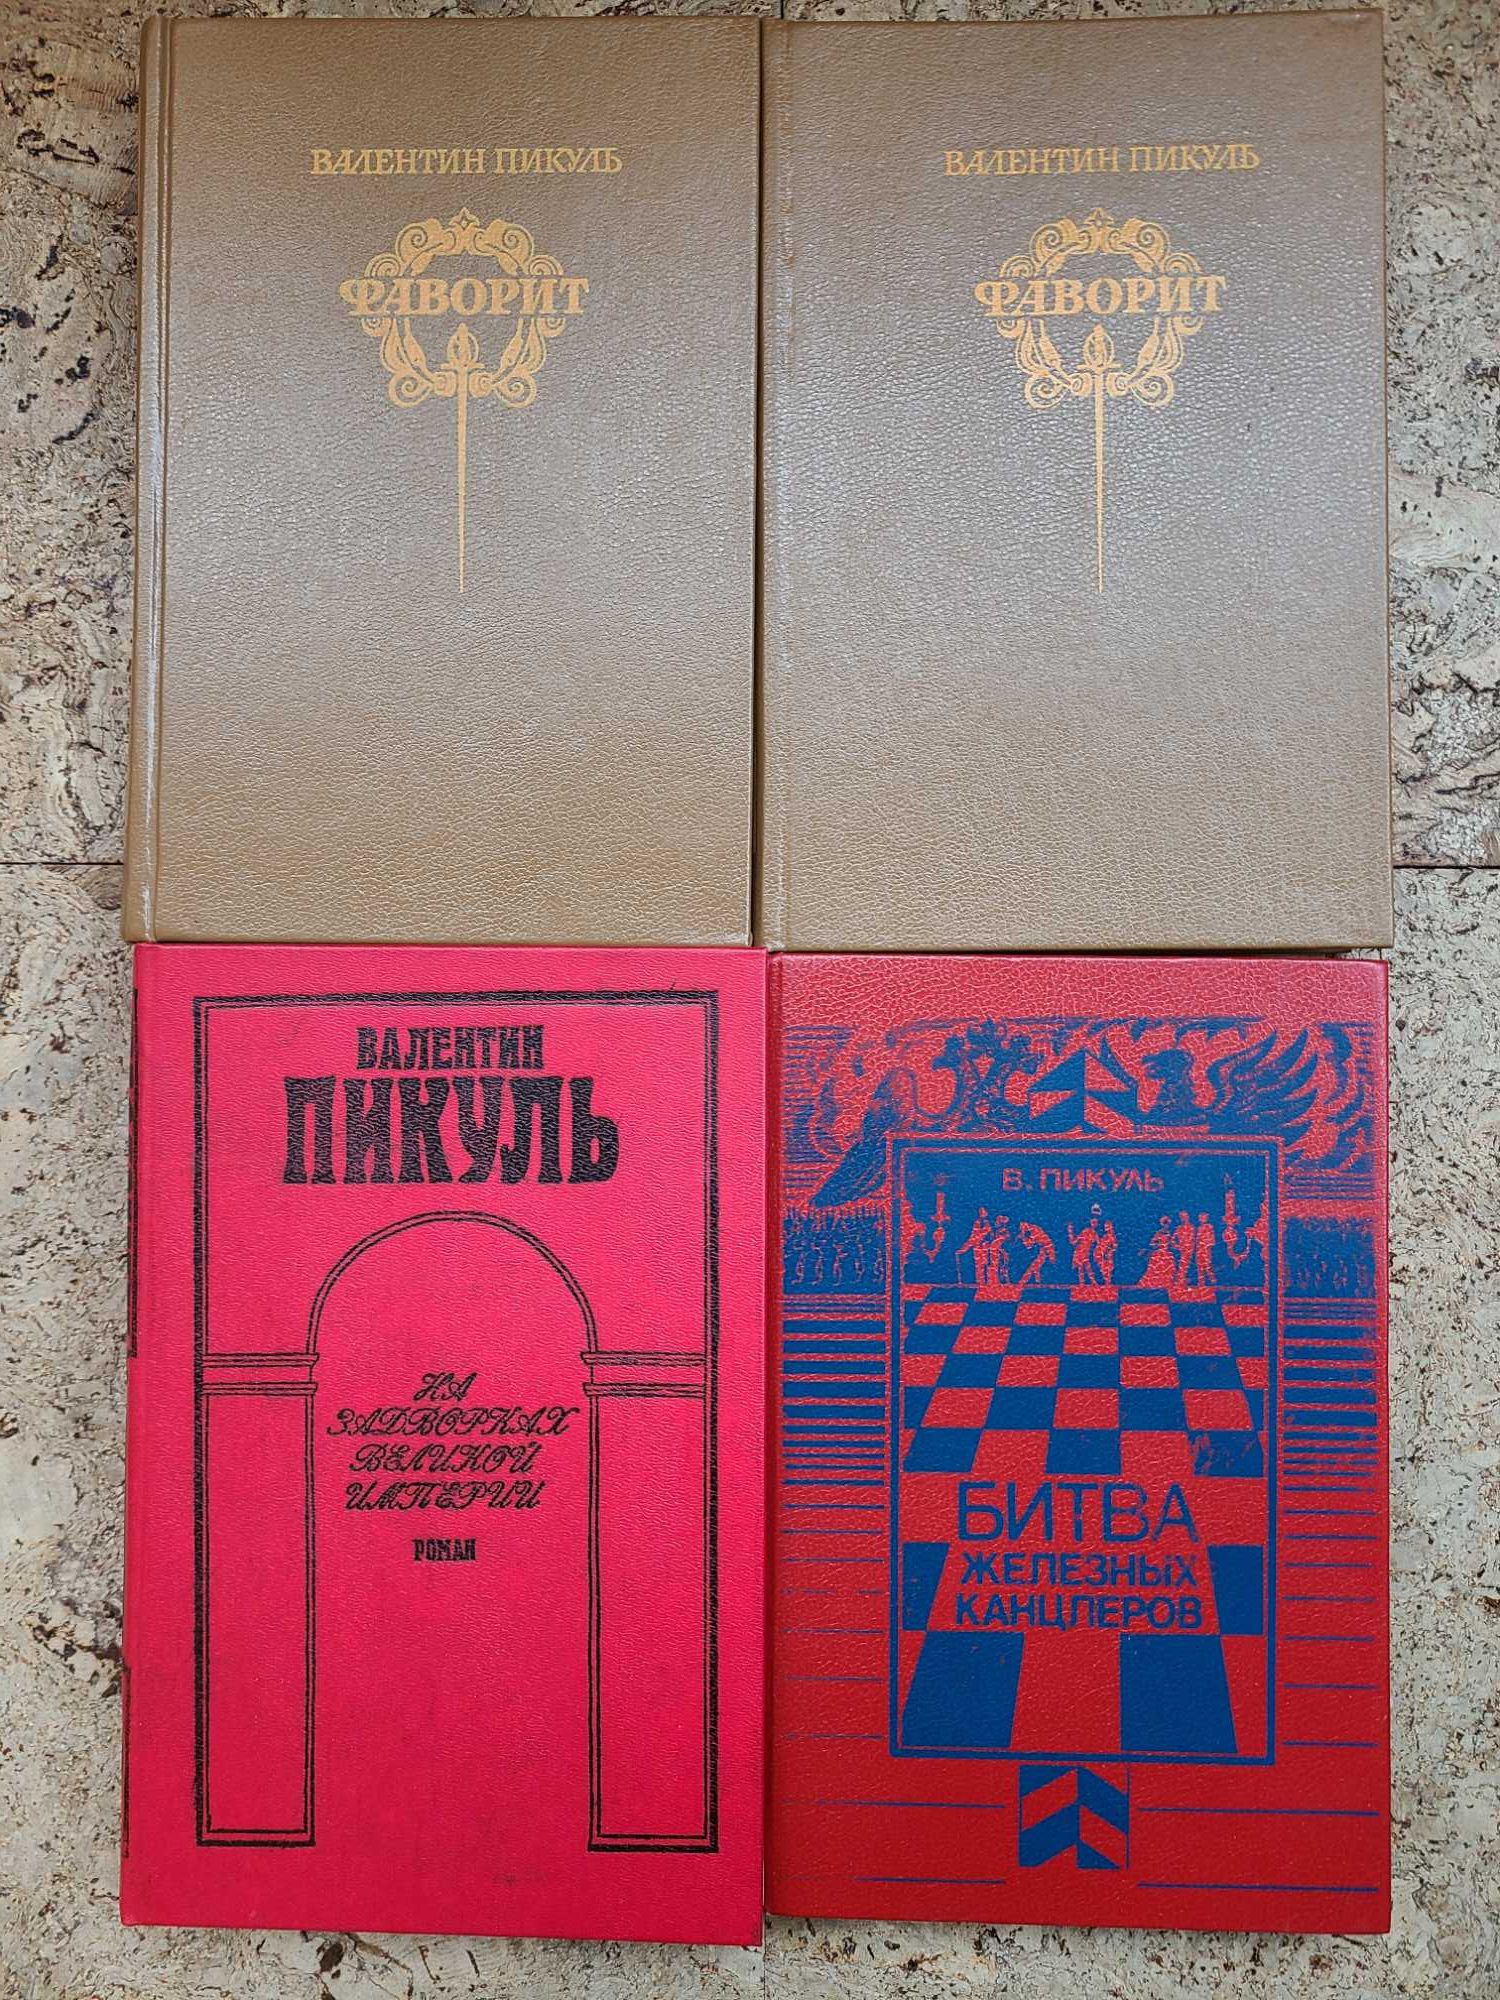 ВАЛЕНТИН ПИКУЛЬ
ФАВОРИТ
ВАЛЕНТИН ПИКУЛЬ
ФАВОРИТ
ВАЛЕНТИН
ПИКУЛЬ
НА
ЗАДВОРКАХ
ВЕЛИКОЙ
ИМПЕРИИ
РОМАН
В. ПИКУЛЬ
БИТВА
ЖЕЛЕЗНЫХ
КАНЦЛЕРОВ